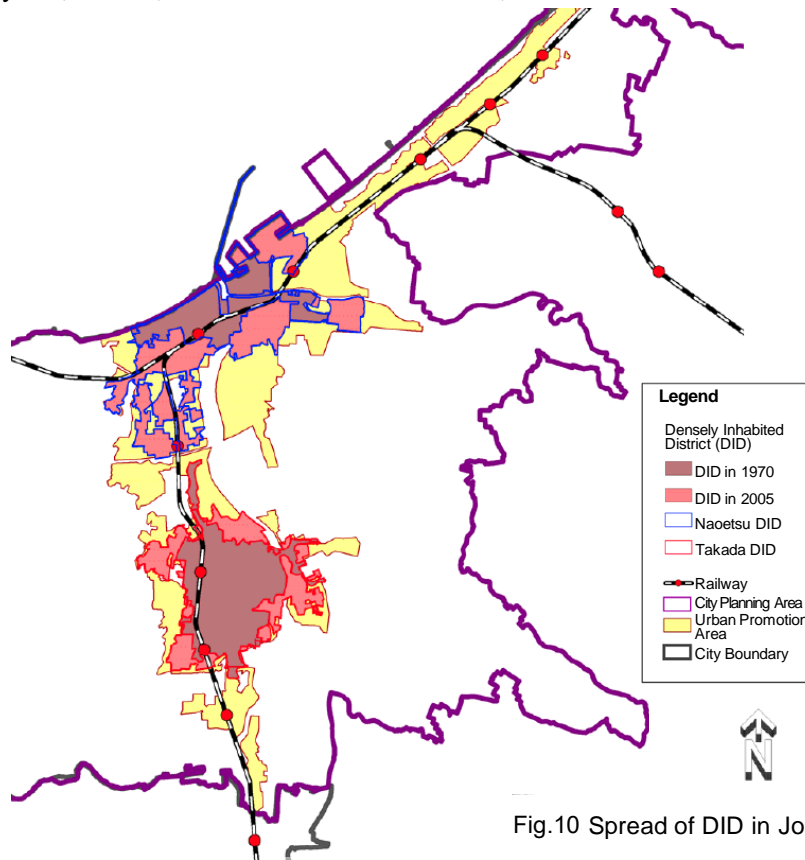 Legend
Densely Inhabited
District (DID)
DID in 1970
DID in 2005
Naoetsu DID
Takada DID
Railway
City Planning Area
Urban Promotion
Area
City Boundary
N
Fig.10 Spread of DID in Jo